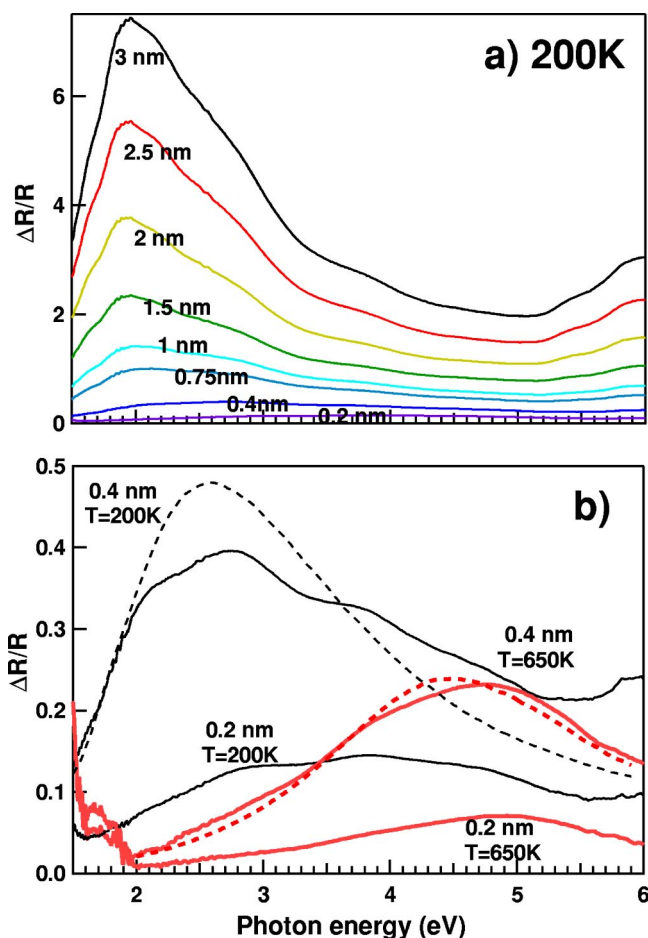 a) 200K
3 nm
2.5 nm
2 nm
1.5 nm
1 nm
0.75nm
0.4nm
0.2 nm
ΔR/R
6
4
2
0
b)
0.4 nm
T=200K
0.4 nm
T=650K
0.2 nm
T=200K
0.2 nm
T=650K
ΔR/R
0.5
0.4
0.3
0.2
0.1
0.0
2 3 4 5 6
Photon energy (eV)